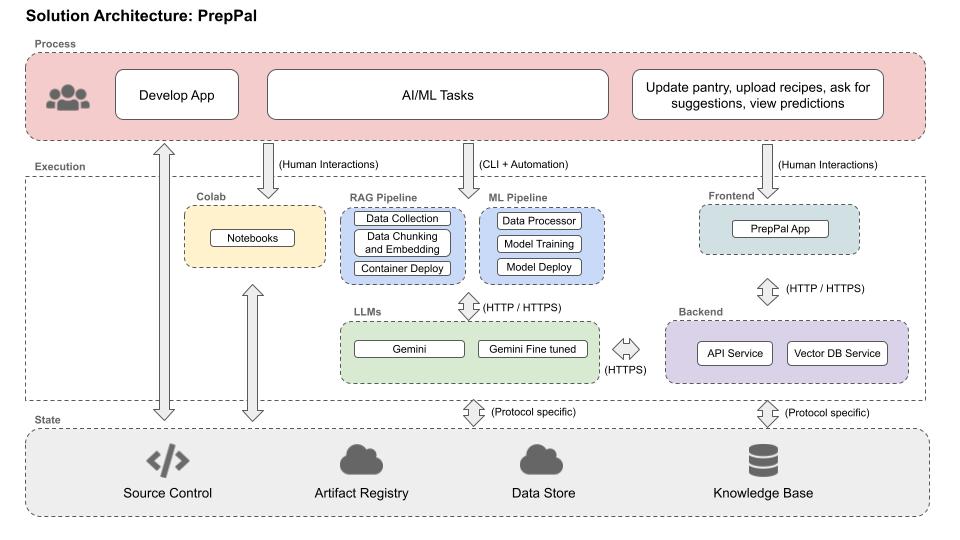 Solution Architecture: PrepPal
Process
Develop App
AI/ML Tasks
Update pantry, upload recipes, ask for
suggestions, view predictions
Execution
(Human Interactions)
(CLI + Automation)
(Human Interactions)
Colab
RAG Pipeline
ML Pipeline
Frontend
Notebooks
Data Collection
Data Chunking
and Embedding
Container Deploy
Data Processor
Model Training
Model Deploy
PrepPal App
(HTTP / HTTPS)
(HTTP / HTTPS)
LLMs
Backend
Gemini
Gemini Fine tuned
(HTTPS)
API Service
Vector DB Service
State
(Protocol specific)
(Protocol specific)
Source Control
Artifact Registry
Data Store
Knowledge Base